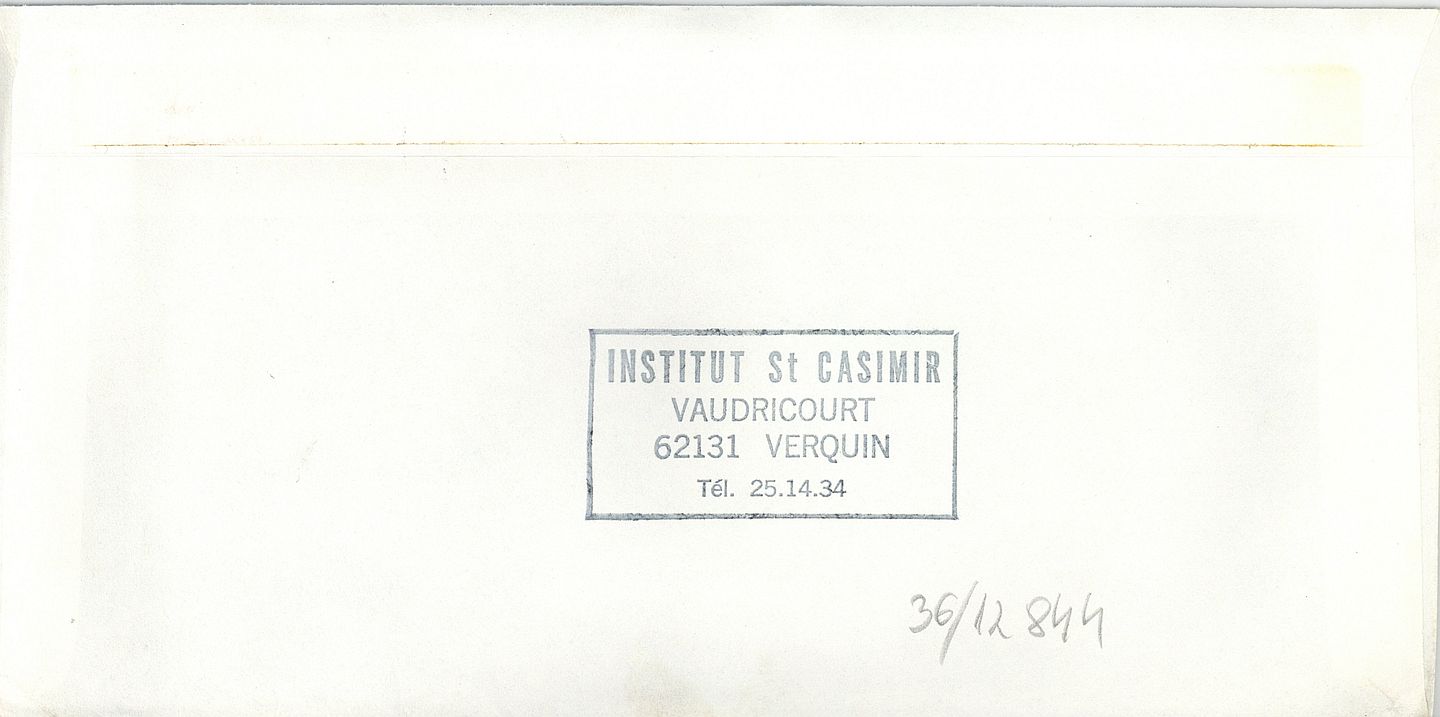 INSTITUT St CASIMIR
VAUDRICOURT
62131 VERQUIN
Tél. 25.14.34
36/12 844